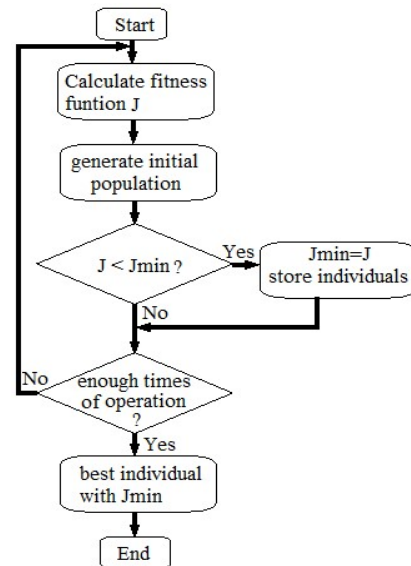 Start
Calculate fitness
funtion J
generate initial
population
J < Jmin ?
Yes
Jmin=J
store individuals
No
No
enough times
of operation
?
Yes
best individual
with Jmin
End